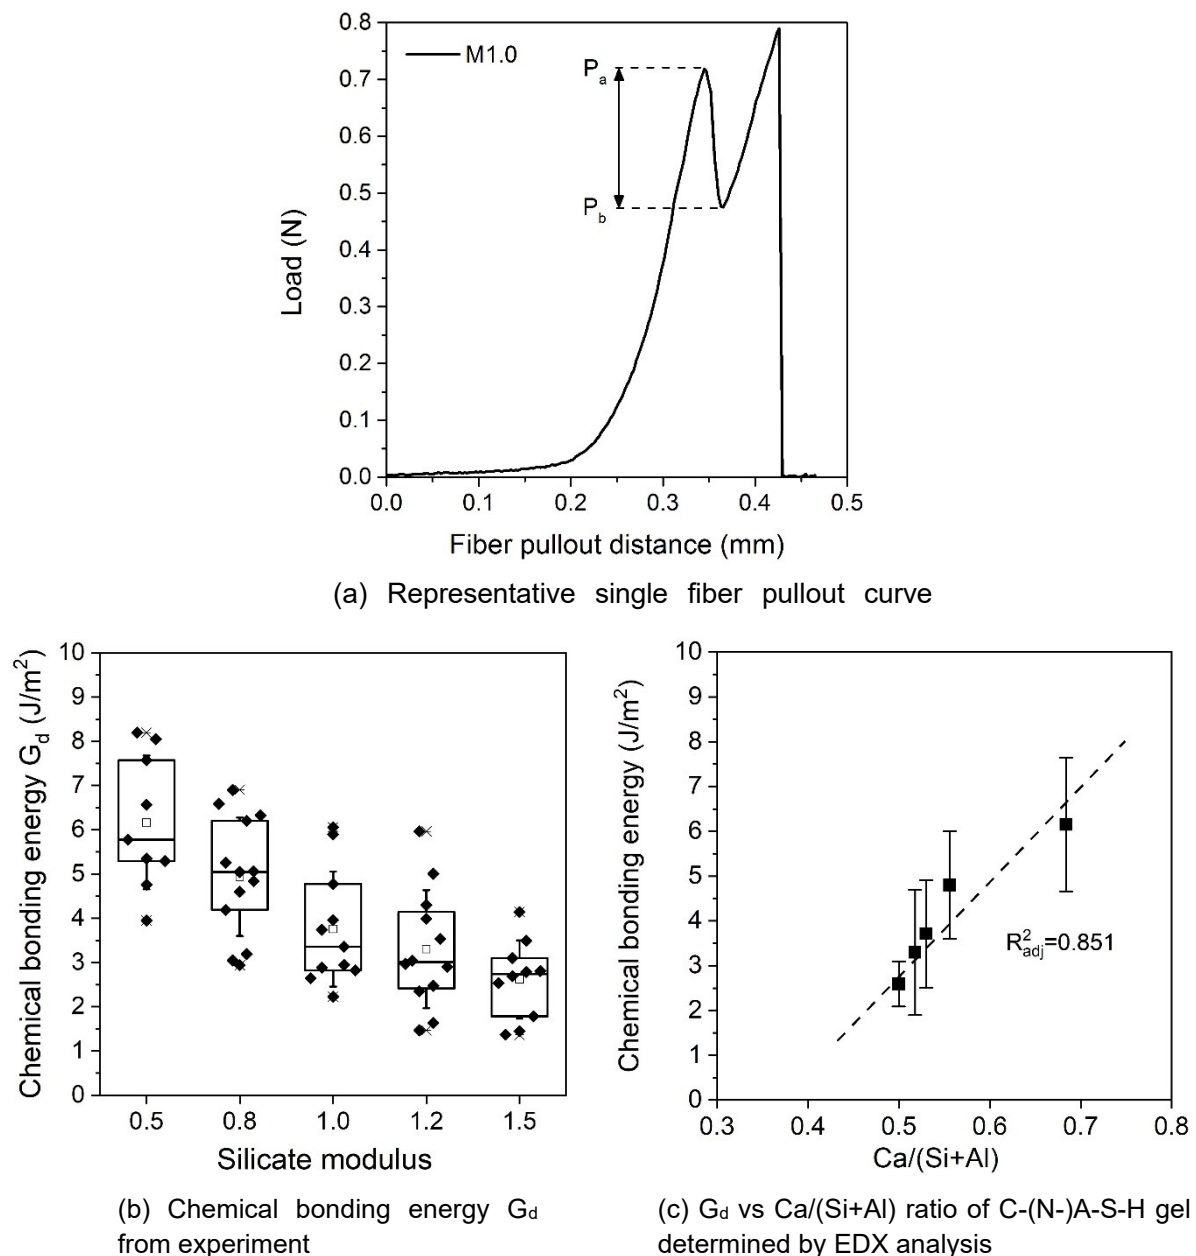 0.8
0.7
0.6
0.5
0.4
0.3
0.2
0.1
0.0
Load (N)
M1.0
Pa
Pb
0.0 0.1 0.2 0.3 0.4 0.5
Fiber pullout distance (mm)
(a) Representative single fiber pullout curve
10
9
8
7
6
5
4
3
2
1
0
Chemical bonding energy Gd (J/m²)
0.5 0.8 1.0 1.2 1.5
Silicate modulus
(b) Chemical bonding energy Gd
from experiment
10
9
8
7
6
5
4
3
2
1
0
Chemical bonding energy (J/m²)
R²adj=0.851
0.3 0.4 0.5 0.6 0.7 0.8
Ca/(Si+Al)
(c) Gd vs Ca/(Si+Al) ratio of C-(N-)A-S-H gel
determined by EDX analysis